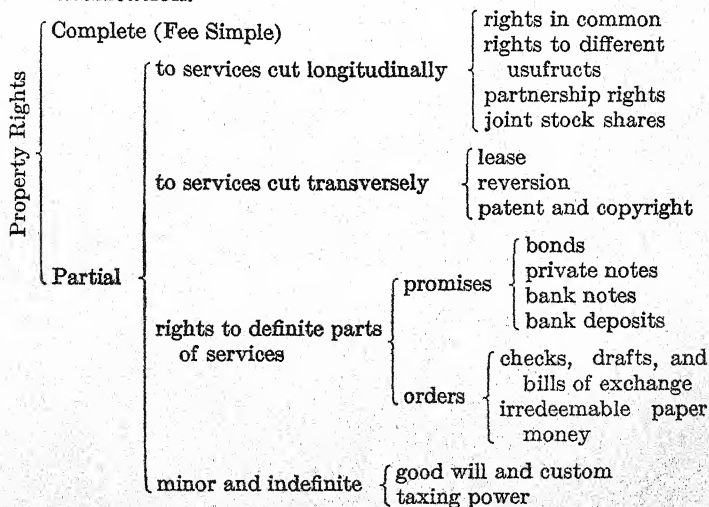 Property Rights
Complete (Fee Simple)
Partial
to services cut longitudinally
rights in common
rights to different
usufructs
partnership rights
joint stock shares
to services cut transversely
lease
reversion
patent and copyright
rights to definite parts
of services
promises
bonds
private notes
bank notes
bank deposits
orders
checks, drafts, and
bills of exchange
irredeemable paper
money
minor and indefinite
good will and custom
taxing power